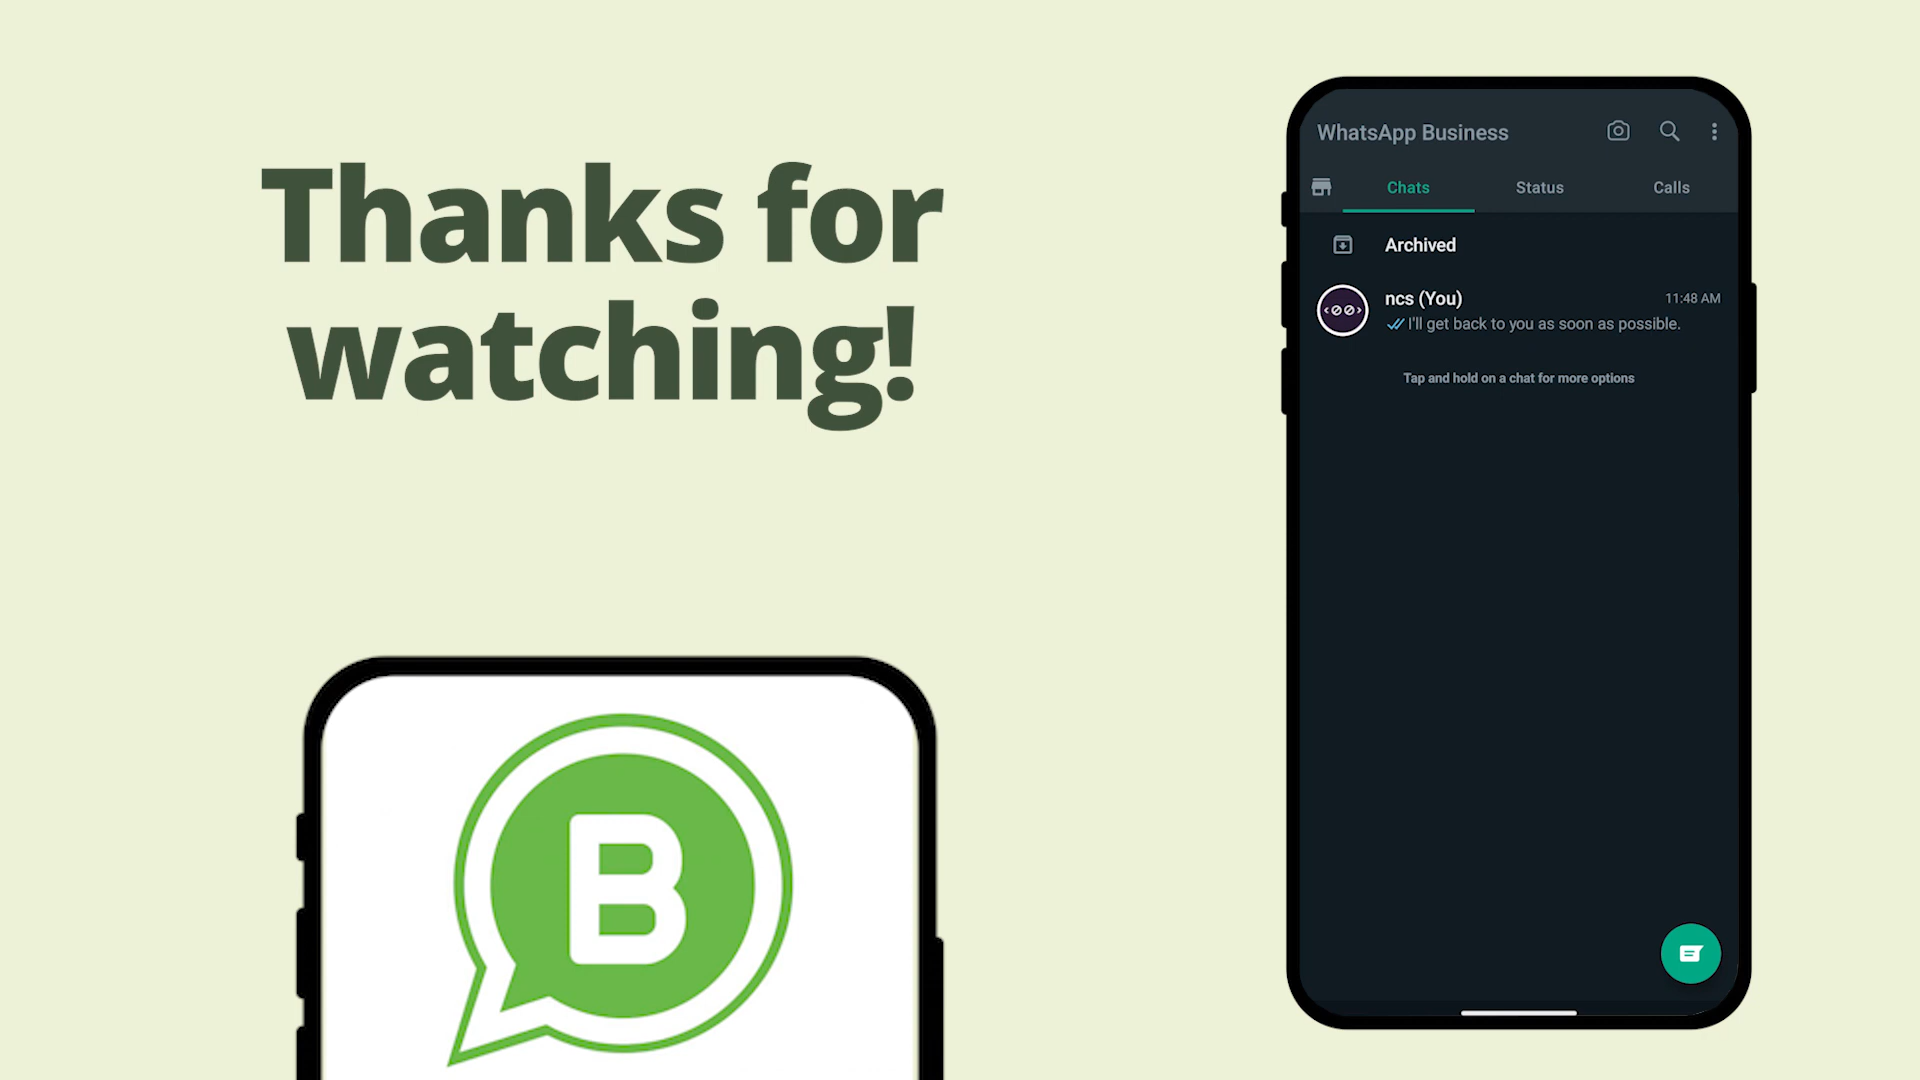 Thanks for
watching!
B
WhatsApp Business
Chats
Status
Calls
Archived
ncs (You)
11:48 AM
I'll get back to you as soon as possible.
Tap and hold on a chat for more options